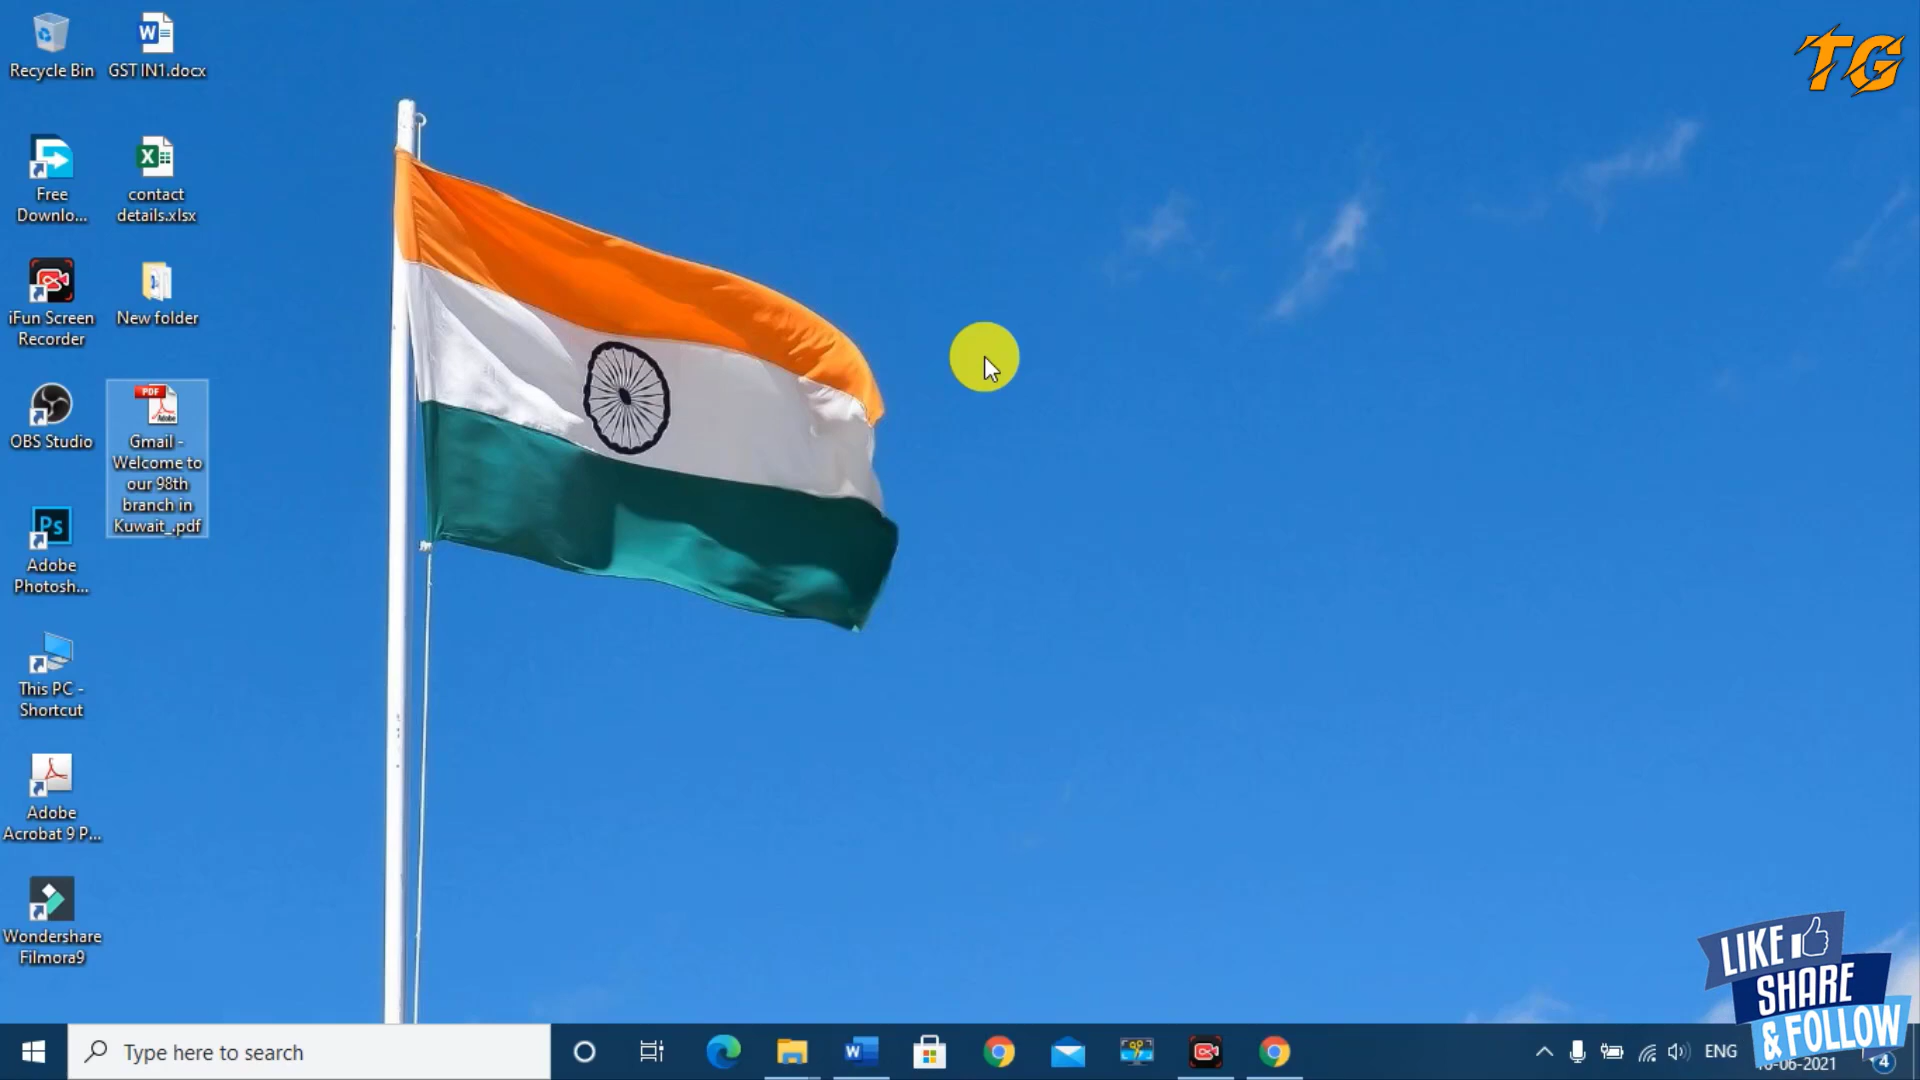 Recycle Bin
GST IN1.docx
TG
Free
Downlo...
contact
details.xlsx
iFun Screen
Recorder
New folder
OBS Studio
PDF
Adobe
Gmail -
Welcome to
our 98th
branch in
Kuwait_.pdf
Ps
Adobe
Photosh...
This PC -
Shortcut
Adobe
Acrobat 9 P...
Wondershare
Filmora9
LIKE
SHARE
& FOLLOW
Type here to search
ENG
4